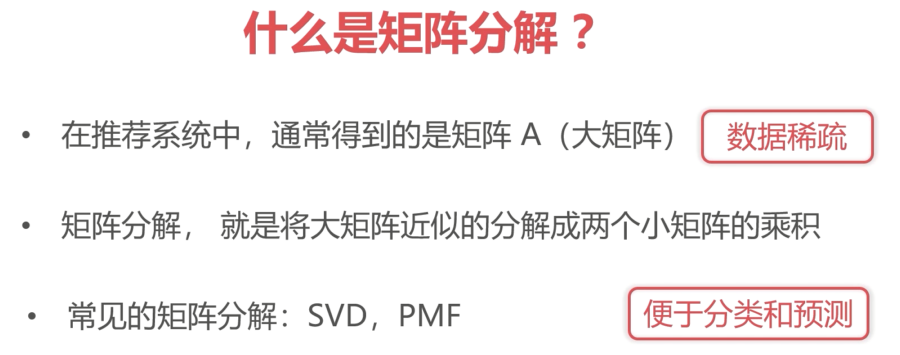 什么是矩阵分解?
• 在推荐系统中，通常得到的是矩阵 A（大矩阵） 数据稀疏
• 矩阵分解， 就是将大矩阵近似的分解成两个小矩阵的乘积
• 常见的矩阵分解：SVD，PMF 便于分类和预测